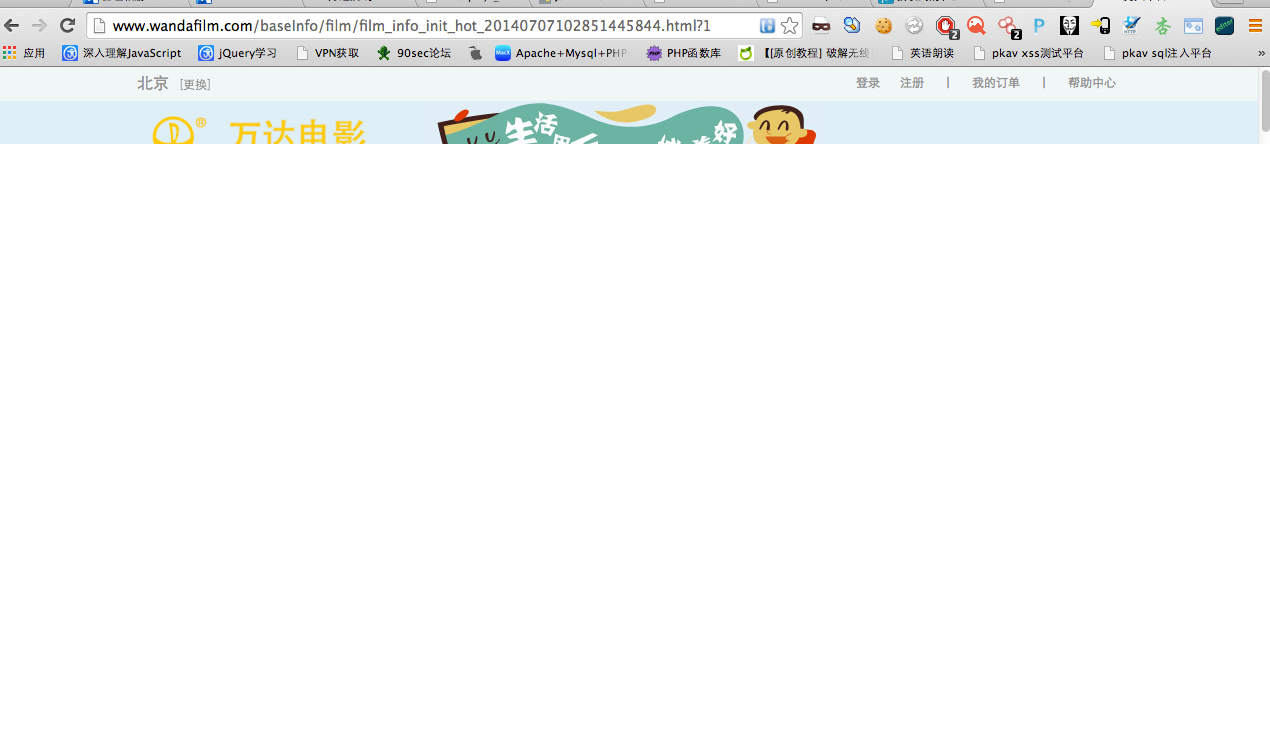 www.wandafilm.com/baseInfo/film/film_info_init_hot_20140707102851445844.html?1
应用 深入理解JavaScript jQuery学习 VPN获取 90sec论坛 Apache+Mysql+PHP PHP函数库 【[原创教程] 破解无线 英语朗读 pkav xss测试平台 pkav sql注入平台 »
北京 [更换] 登录 注册 | 我的订单 | 帮助中心
万达电影 ® 生活 好